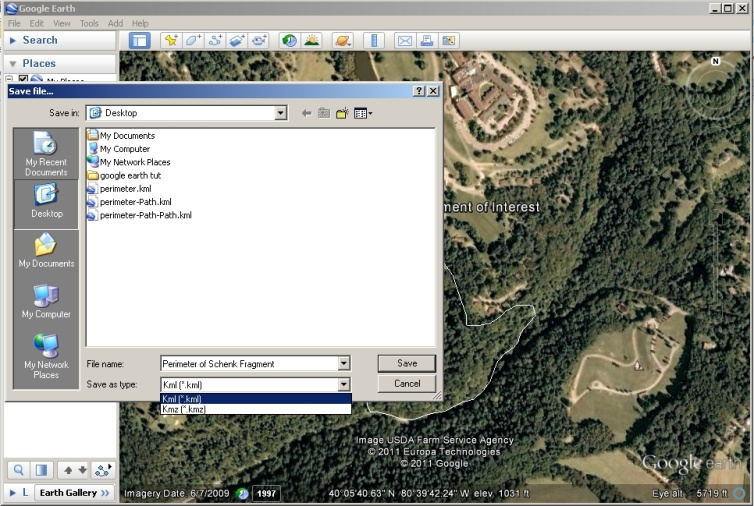 Google Earth
File Edit View Tools Add Help
Search
Places
My Places
N
Save file...
Save in: Desktop
My Recent Documents
Desktop
My Documents
My Computer
My Network Places
My Documents
My Computer
My Network Places
google earth tut
perimeter.kml
perimeter-Path.kml
perimeter-Path-Path.kml
File name: Perimeter of Schenk Fragment Save
Save as type: Kml (*.kml) Cancel
Kml (*.kml)
Kmz (*.kmz)
ment of Interest
Image USDA Farm Service Agency
© 2011 Europa Technologies
© 2011 Google
Google earth
L Earth Gallery >>
Imagery Date: 6/7/2009 1997 40°05'40.63" N 80°39'42.24" W elev 1031 ft Eye alt 5719 ft